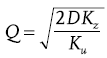 Q = √(2DK_z / K_u)